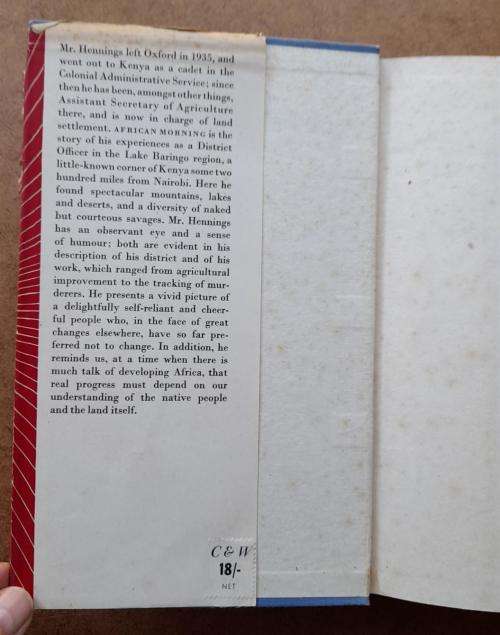 Mr. Hennings left Oxford in 1935, and
went out to Kenya as a cadet in the
Colonial Administrative Service; since
then he has been, amongst other things,
Assistant Secretary of Agriculture
there, and is now in charge of land
settlement. AFRICAN MORNING is the
story of his experiences as a District
Officer in the Lake Baringo region, a
little-known corner of Kenya some two
hundred miles from Nairobi. Here he
found spectacular mountains, lakes
and deserts, and a diversity of naked
but courteous savages. Mr. Hennings
has an observant eye and a sense
of humour: both are evident in his
description of his district and of his
work, which ranged from agricultural
improvement to the tracking of mur-
derers. He presents a vivid picture of
a delightfully self-reliant and cheer-
ful people who, in the face of great
changes elsewhere, have so far pre-
ferred not to change. In addition, he
reminds us, at a time when there is
much talk of developing Africa, that
real progress must depend on our
understanding of the native people
and the land itself.
C & W
18/-
NET